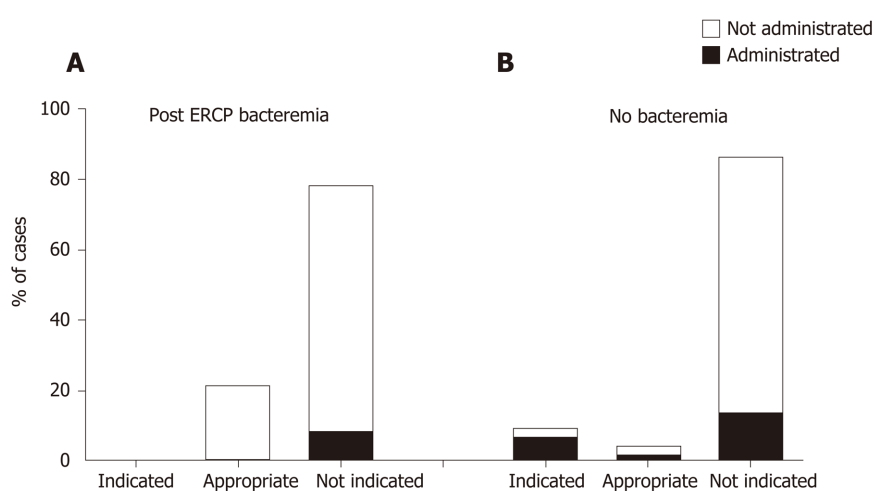 Not administrated
Administrated
A
B
Post ERCP bacteremia
No bacteremia
% of cases
100
80
60
40
20
0
Indicated Appropriate Not indicated
Indicated Appropriate Not indicated